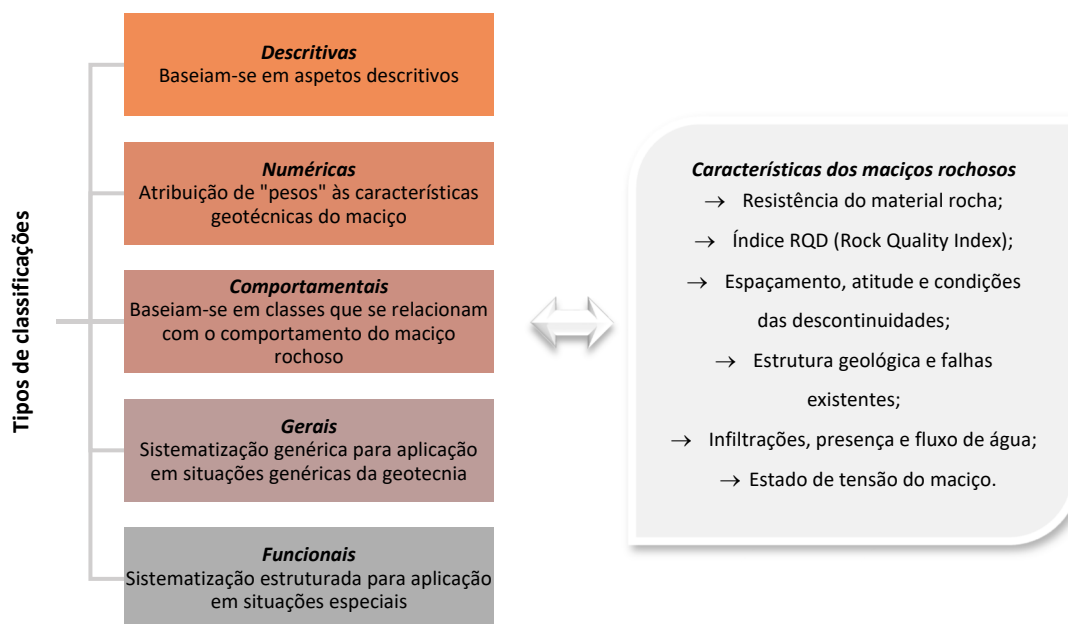 Tipos de classificações
Descritivas
Baseiam-se em aspetos descritivos
Numéricas
Atribuição de "pesos" às características
geotécnicas do maciço
Comportamentais
Baseiam-se em classes que se relacionam
com o comportamento do maciço
rochoso
Gerais
Sistematização genérica para aplicação
em situações genéricas da geotecnia
Funcionais
Sistematização estruturada para aplicação
em situações especiais
Características dos maciços rochosos
→ Resistência do material rocha;
→ Índice RQD (Rock Quality Index);
→ Espaçamento, atitude e condições
das descontinuidades;
→ Estrutura geológica e falhas
existentes;
→ Infiltrações, presença e fluxo de água;
→ Estado de tensão do maciço.